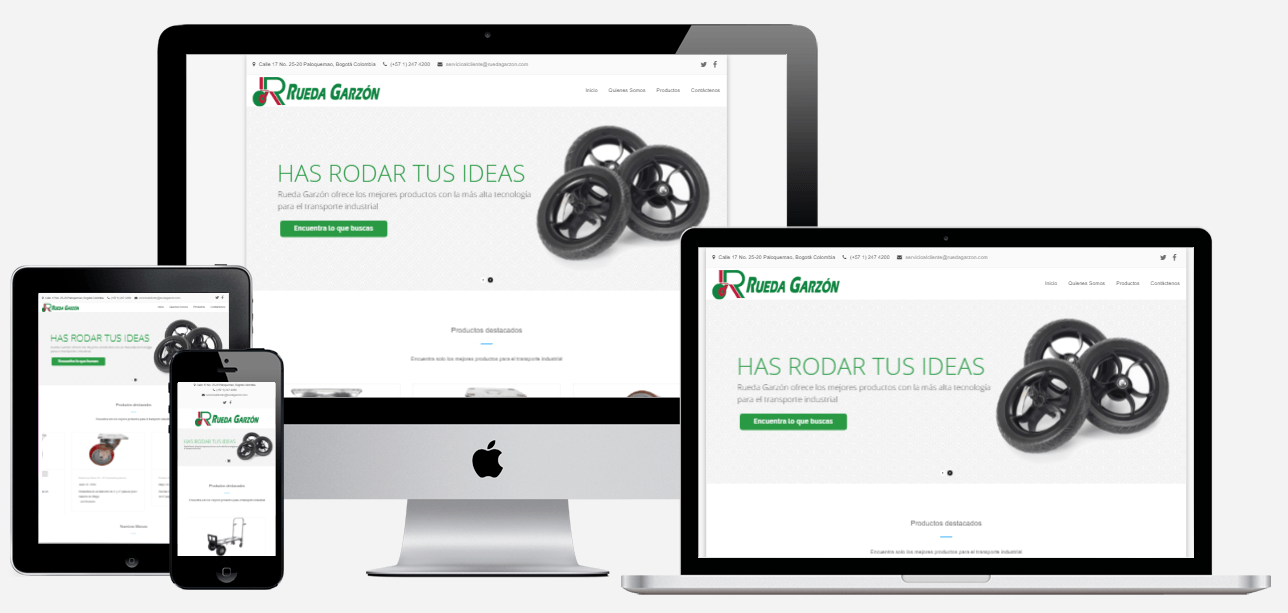 Calle 17 No. 25-20 Paloquemao, Bogotá Colombia (+57 1) 247 4200 servicioalcliente@ruedagarzon.com
RUEDA GARZÓN
Inicio Quienes Somos Productos Contáctenos
HAS RODAR TUS IDEAS
Rueda Garzón ofrece los mejores productos con la más alta tecnología
para el transporte industrial
Encuentra lo que buscas
Productos destacados
Encuentra solo los mejores productos para el transporte industrial
Calle 17 No. 25-20 Paloquemao, Bogotá Colombia (+57 1) 247 4200 servicioalcliente@ruedagarzon.com
RUEDA GARZÓN
Inicio Quienes Somos Productos Contáctenos
HAS RODAR TUS IDEAS
Rueda Garzón ofrece los mejores productos con la más alta tecnología
para el transporte industrial
Encuentra lo que buscas
Productos destacados
Encuentra solo los mejores productos para el transporte industrial
RUEDA GARZÓN
HAS RODAR TUS IDEAS
Encuentra lo que buscas
Productos destacados
Nuestras Marcas
RUEDA GARZÓN
HAS RODAR TUS IDEAS
Productos destacados